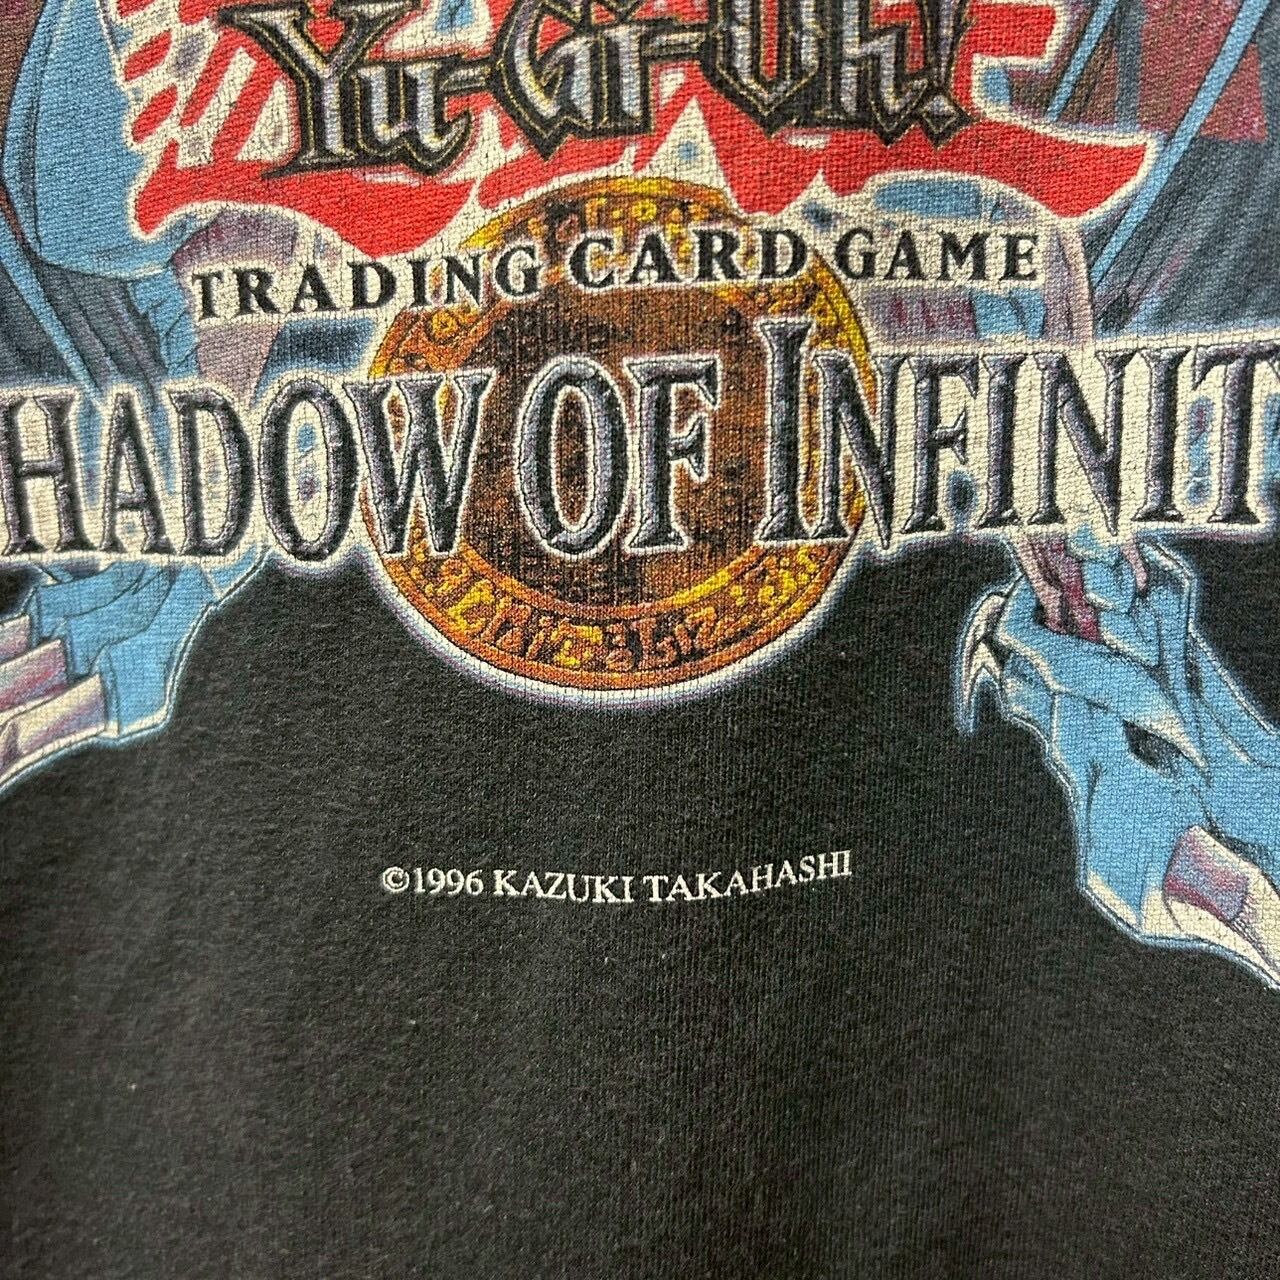 Yu-Gi-Oh!
TRADING CARD GAME
HADOW OF INFINIT
©1996 KAZUKI TAKAHASHI